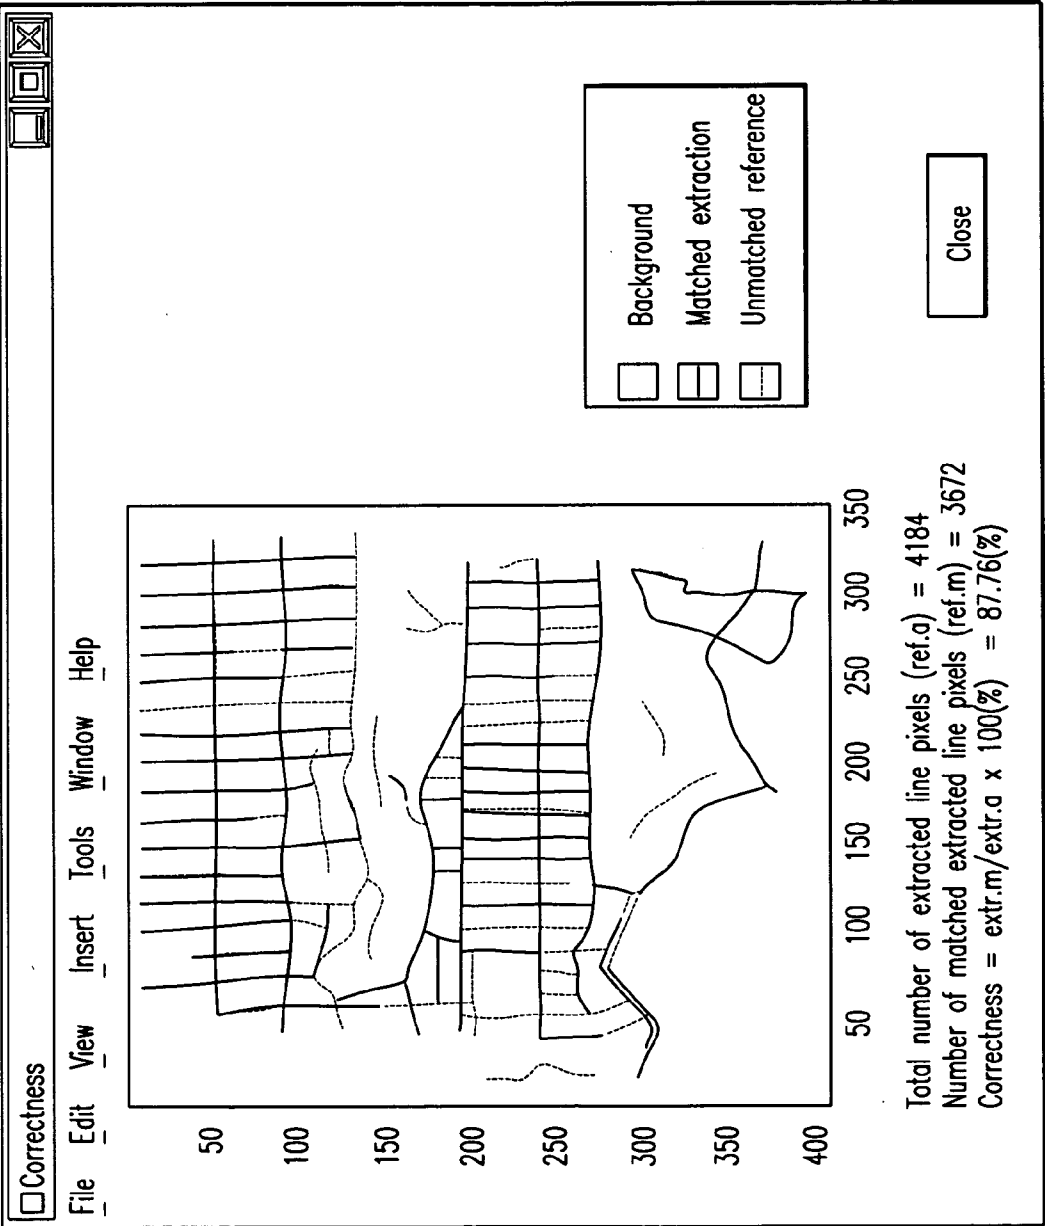 Correctness
File Edit View Insert Tools Window Help
50
100
150
200
250
300
350
400
50 100 150 200 250 300 350
Background
Matched extraction
Unmatched reference
Total number of extracted line pixels (ref.a) = 4184
Number of matched extracted line pixels (ref.m) = 3672
Correctness = extr.m/extr.a x 100(%) = 87.76(%)
Close